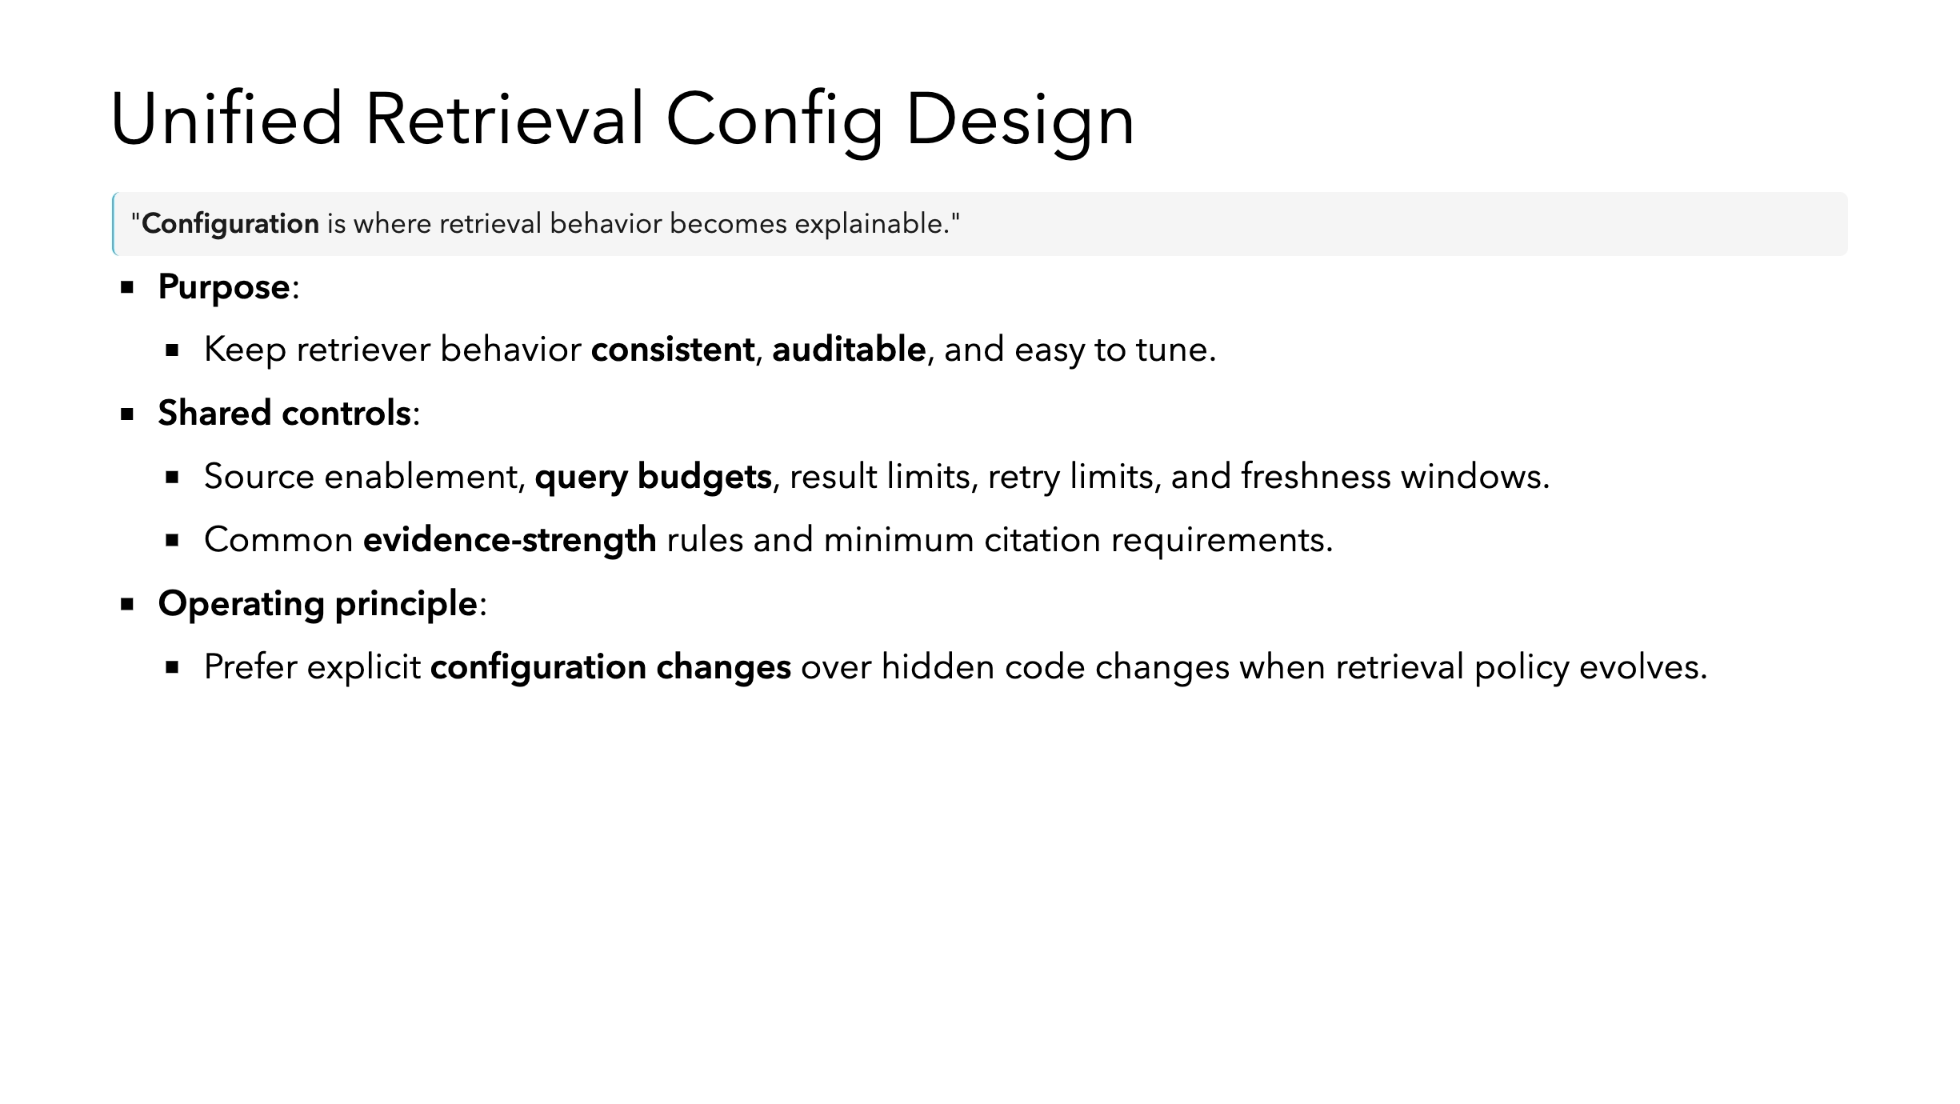 Unified Retrieval Config Design
"Configuration is where retrieval behavior becomes explainable."
▪ Purpose:
▪ Keep retriever behavior consistent, auditable, and easy to tune.
▪ Shared controls:
▪ Source enablement, query budgets, result limits, retry limits, and freshness windows.
▪ Common evidence-strength rules and minimum citation requirements.
▪ Operating principle:
▪ Prefer explicit configuration changes over hidden code changes when retrieval policy evolves.